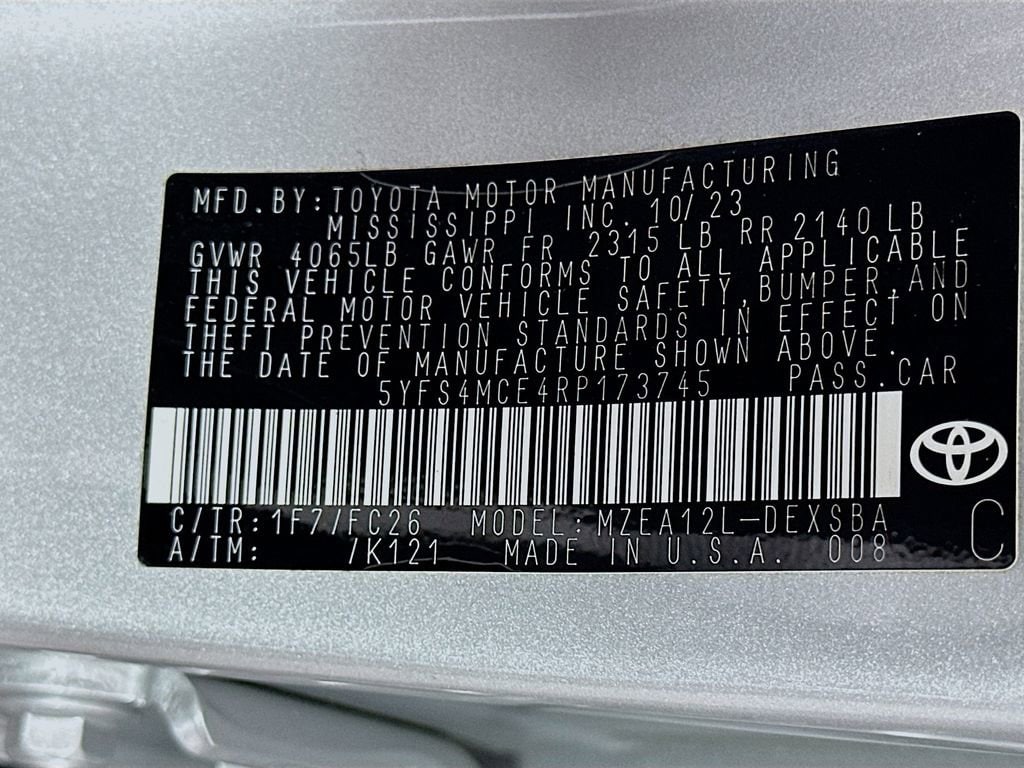 MFD.BY:TOYOTA MOTOR MANUFACTURING
MISSISSIPPI INC. 10/23
GVWR 4065LB GAWR FR 2315 LB RR 2140 LB
THIS VEHICLE CONFORMS TO ALL APPLICABLE
FEDERAL MOTOR VEHICLE SAFETY,BUMPER,AND
THEFT PREVENTION STANDARDS IN EFFECT ON
THE DATE OF MANUFACTURE SHOWN ABOVE.
5YFS4MCE4RP173745 PASS.CAR
C/TR:1F7/FC26 MODEL:MZEA12L-DEXSBA
A/TM: /K121 MADE IN U.S.A. 008 C